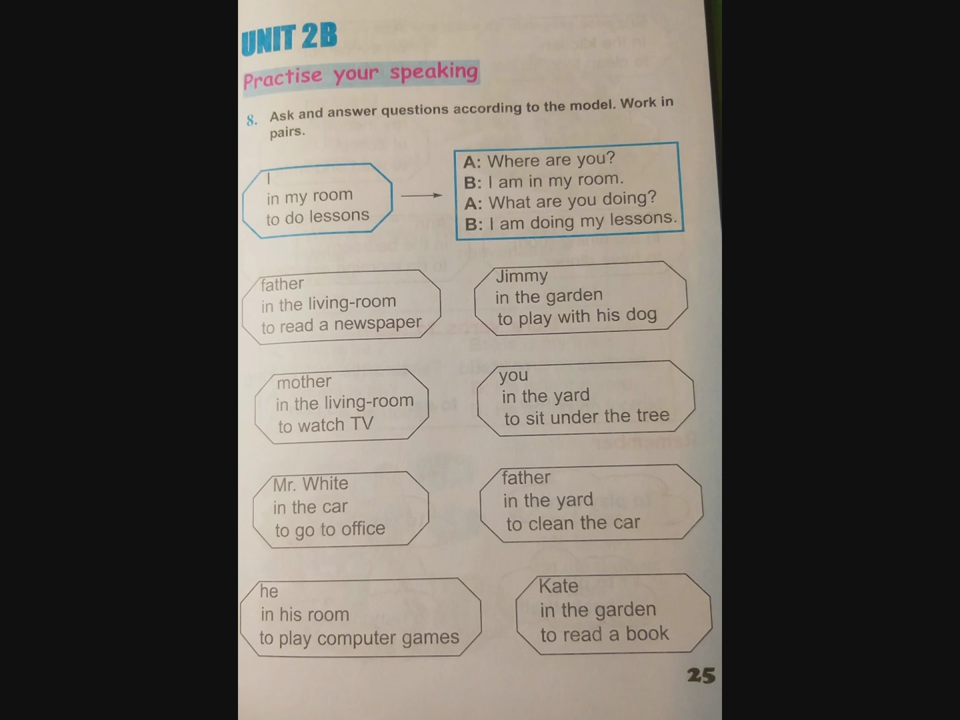 UNIT 2B
Practise your speaking
8. Ask and answer questions according to the model. Work in
pairs.
I
in my room
to do lessons
A: Where are you?
B: I am in my room.
A: What are you doing?
B: I am doing my lessons.
father
in the living-room
to read a newspaper
Jimmy
in the garden
to play with his dog
mother
in the living-room
to watch TV
you
in the yard
to sit under the tree
Mr. White
in the car
to go to office
father
in the yard
to clean the car
he
in his room
to play computer games
Kate
in the garden
to read a book
25